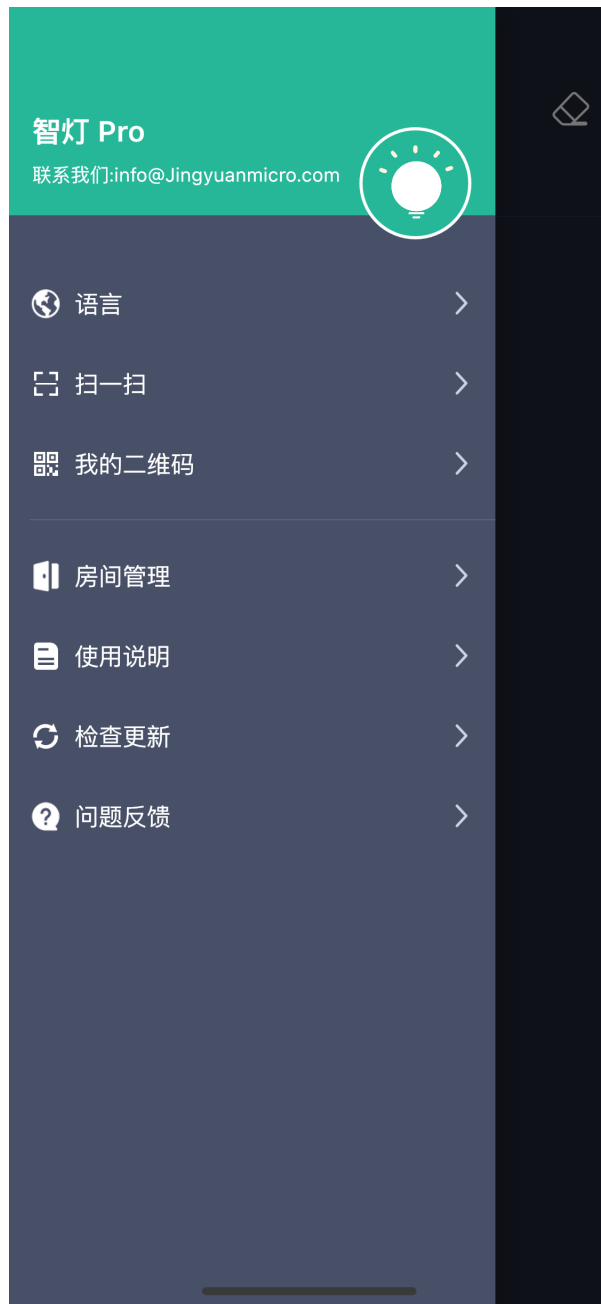 智灯 Pro
联系我们:info@Jingyuanmicro.com
语言
扫一扫
我的二维码
房间管理
使用说明
检查更新
问题反馈